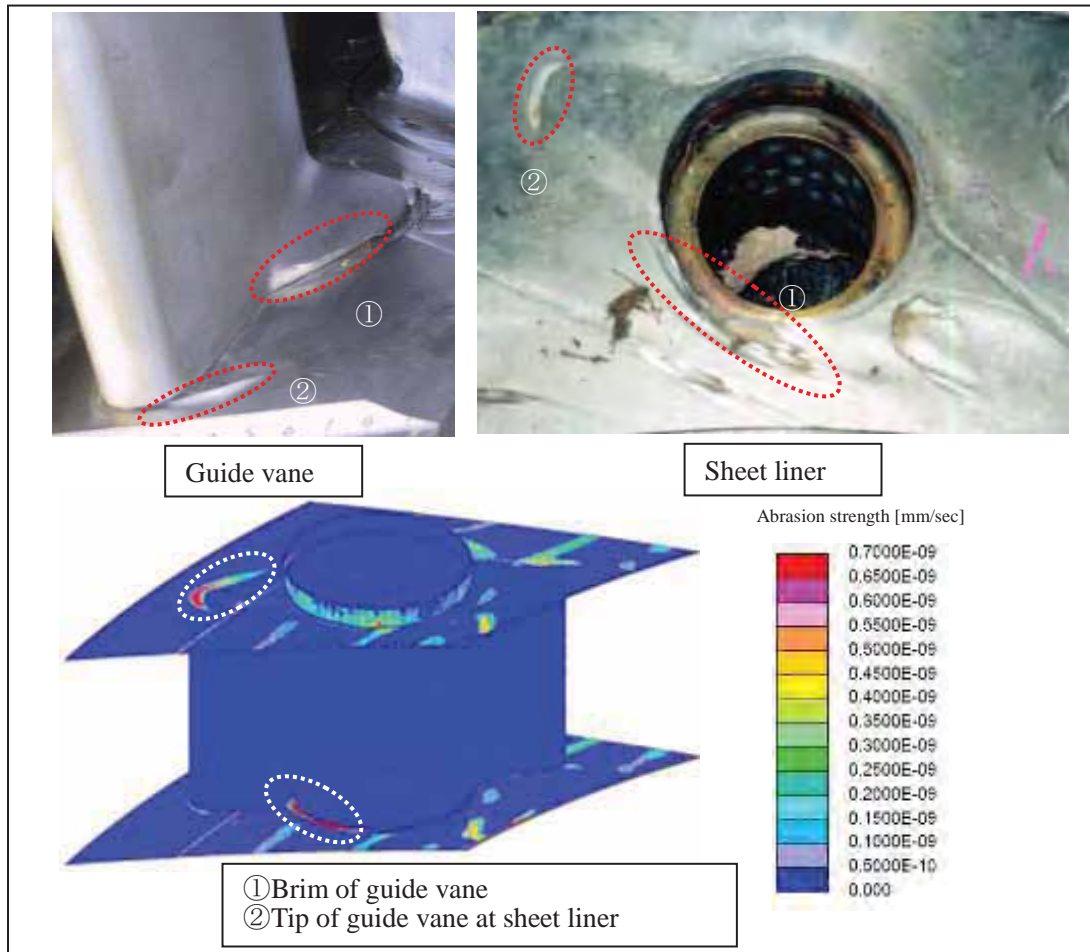 ①
②
②
①
Guide vane
Sheet liner
Abrasion strength [mm/sec]
0.7000E-09
0.6500E-09
0.6000E-09
0.5500E-09
0.5000E-09
0.4500E-09
0.4000E-09
0.3500E-09
0.3000E-09
0.2500E-09
0.2000E-09
0.1500E-09
0.1000E-09
0.5000E-10
0.000
①Brim of guide vane
②Tip of guide vane at sheet liner